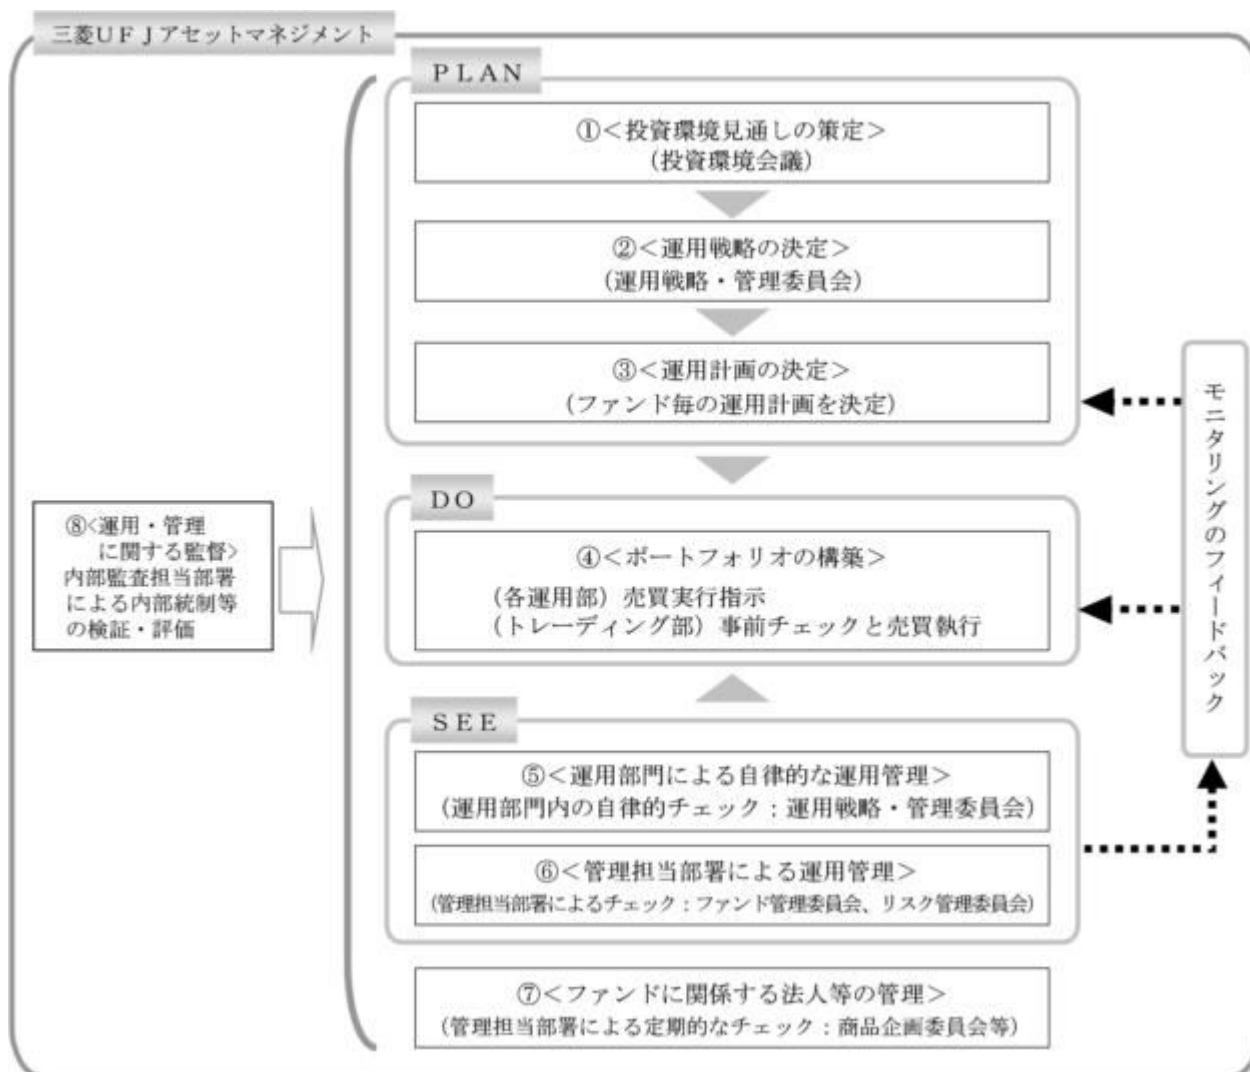 三菱ＵＦＪアセットマネジメント
ＰＬＡＮ
①＜投資環境見通しの策定＞
（投資環境会議）
②＜運用戦略の決定＞
（運用戦略・管理委員会）
③＜運用計画の決定＞
（ファンド毎の運用計画を決定）
ＤＯ
④＜ポートフォリオの構築＞
（各運用部）売買実行指示
（トレーディング部）事前チェックと売買執行
ＳＥＥ
⑤＜運用部門による自律的な運用管理＞
（運用部門内の自律的チェック：運用戦略・管理委員会）
⑥＜管理担当部署による運用管理＞
（管理担当部署によるチェック：ファンド管理委員会、リスク管理委員会）
⑦＜ファンドに関係する法人等の管理＞
（管理担当部署による定期的なチェック：商品企画委員会等）
⑧＜運用・管理
に関する監督＞
内部監査担当部署
による内部統制等
の検証・評価
モニタリングのフィードバック